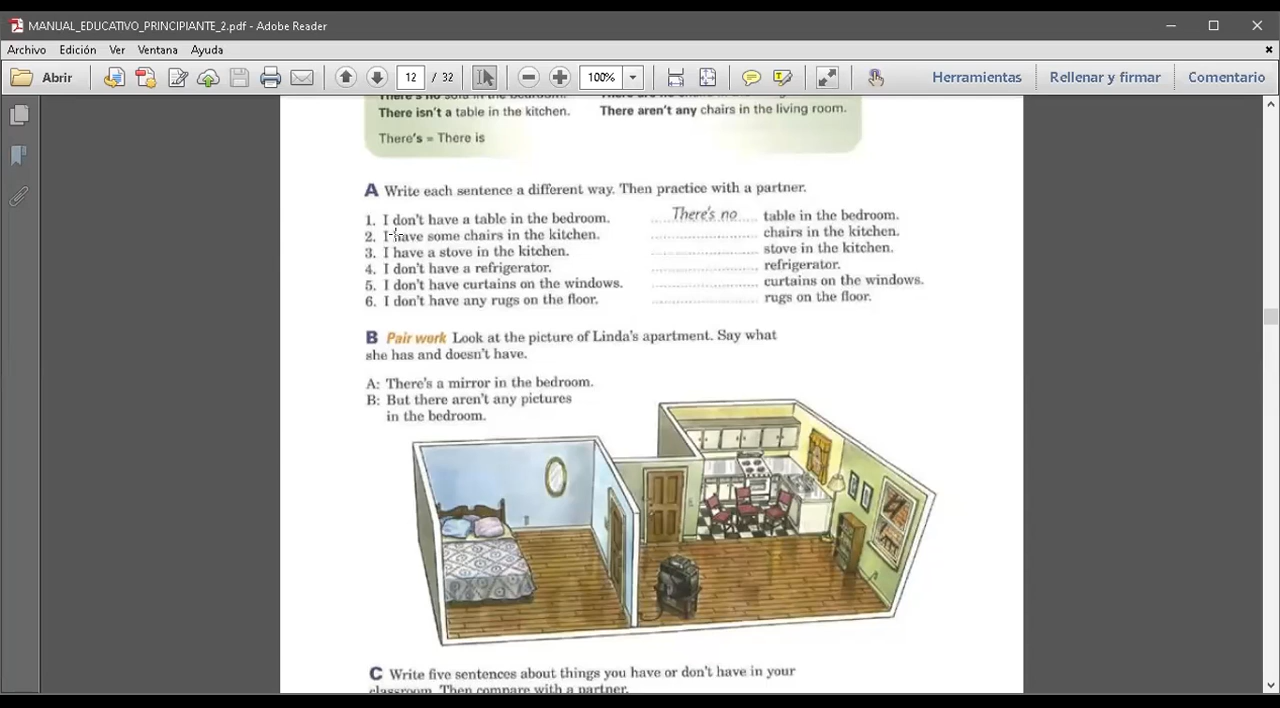 MANUAL_EDUCATIVO_PRINCIPIANTE_2.pdf - Adobe Reader
Archivo Edición Ver Ventana Ayuda
Abrir 12 / 32 100% Herramientas Rellenar y firmar Comentario
There isn't a table in the kitchen. There aren't any chairs in the living room.
There's = There is
A Write each sentence a different way. Then practice with a partner.
1. I don't have a table in the bedroom. There's no table in the bedroom.
2. I have some chairs in the kitchen. chairs in the kitchen.
3. I have a stove in the kitchen. stove in the kitchen.
4. I don't have a refrigerator. refrigerator.
5. I don't have curtains on the windows. curtains on the windows.
6. I don't have any rugs on the floor. rugs on the floor.
B Pair work Look at the picture of Linda's apartment. Say what
she has and doesn't have.
A: There's a mirror in the bedroom.
B: But there aren't any pictures
in the bedroom.
C Write five sentences about things you have or don't have in your
classroom. Then compare with a partner.